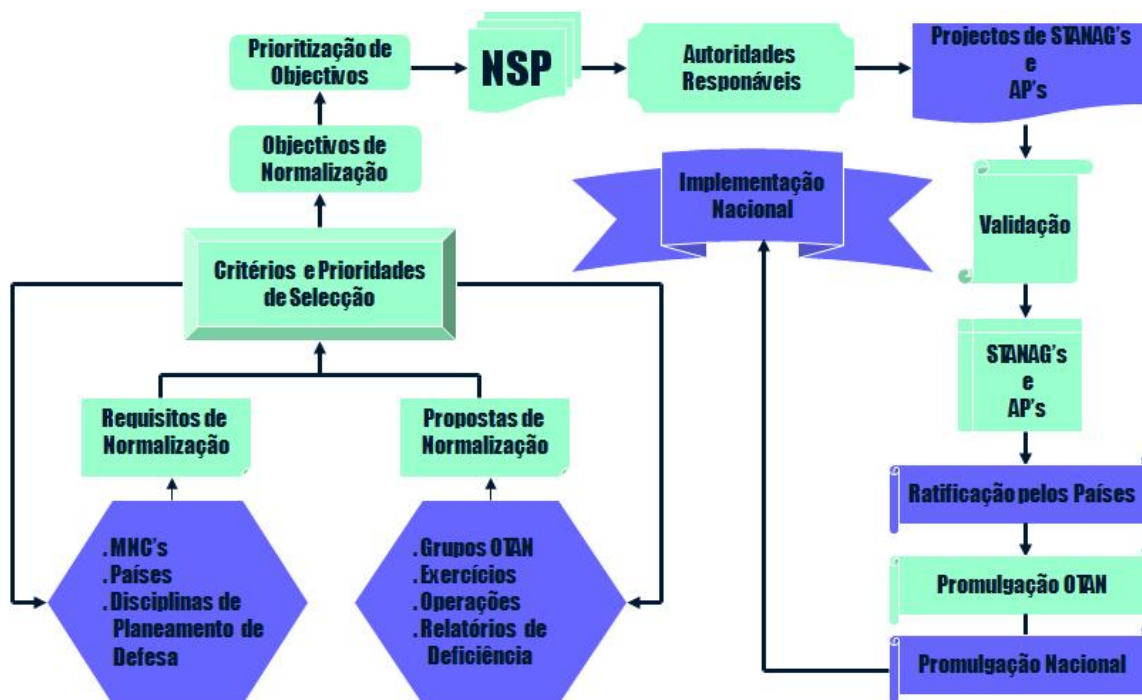 Prioritização de
Objectivos
NSP
Autoridades
Responáveis
Projectos de STANAG's
e
AP's
Objectivos de
Normalização
Implementação
Nacional
Validação
Critérios e Prioridades
de Selecção
STANAG's
e
AP's
Requisitos de
Normalização
Propostas de
Normalização
Ratificação pelos Países
. MNC's
. Países
. Disciplinas de
Planeamento de
Defesa
. Grupos OTAN
. Exercícios
. Operações
. Relatórios de
Deficiência
Promulgação OTAN
Promulgação Nacional